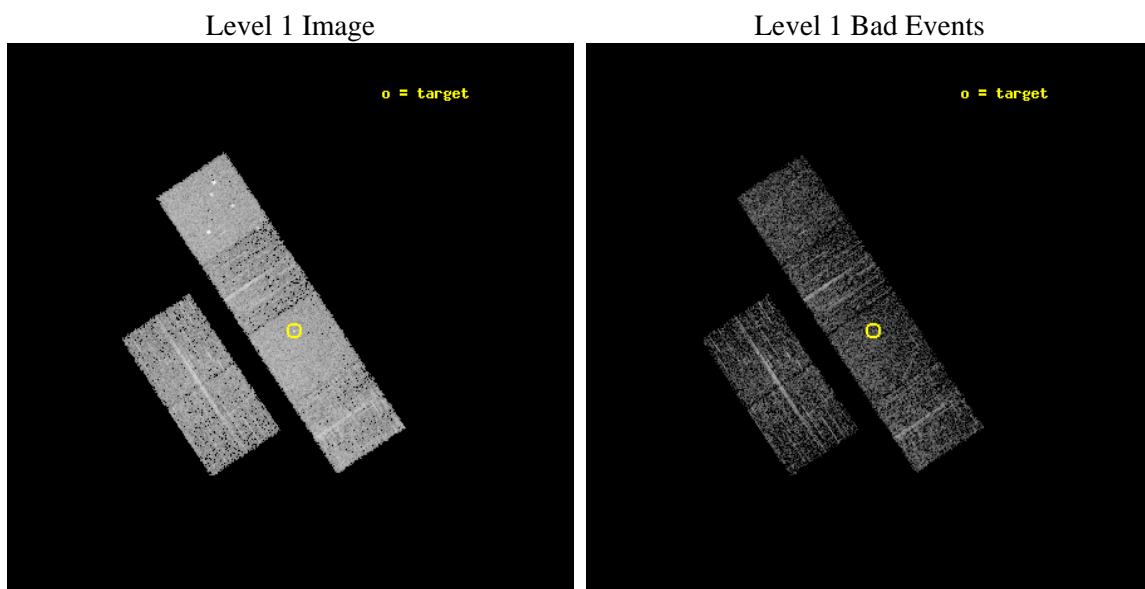 Level 1 Image
Level 1 Bad Events
o = target
o = target